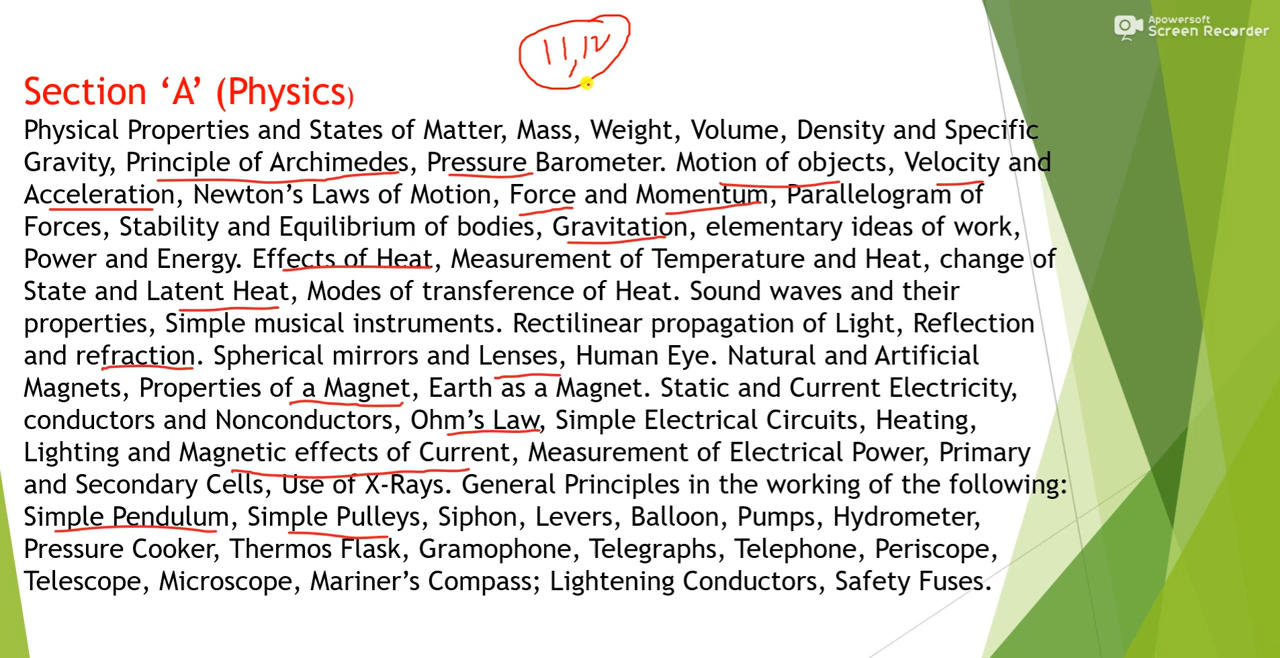 11, 12
Apowersoft
Screen Recorder
Section ‘A’ (Physics)
Physical Properties and States of Matter, Mass, Weight, Volume, Density and Specific
Gravity, Principle of Archimedes, Pressure Barometer. Motion of objects, Velocity and
Acceleration, Newton’s Laws of Motion, Force and Momentum, Parallelogram of
Forces, Stability and Equilibrium of bodies, Gravitation, elementary ideas of work,
Power and Energy. Effects of Heat, Measurement of Temperature and Heat, change of
State and Latent Heat, Modes of transference of Heat. Sound waves and their
properties, Simple musical instruments. Rectilinear propagation of Light, Reflection
and refraction. Spherical mirrors and Lenses, Human Eye. Natural and Artificial
Magnets, Properties of a Magnet, Earth as a Magnet. Static and Current Electricity,
conductors and Nonconductors, Ohm’s Law, Simple Electrical Circuits, Heating,
Lighting and Magnetic effects of Current, Measurement of Electrical Power, Primary
and Secondary Cells, Use of X-Rays. General Principles in the working of the following:
Simple Pendulum, Simple Pulleys, Siphon, Levers, Balloon, Pumps, Hydrometer,
Pressure Cooker, Thermos Flask, Gramophone, Telegraphs, Telephone, Periscope,
Telescope, Microscope, Mariner’s Compass; Lightening Conductors, Safety Fuses.